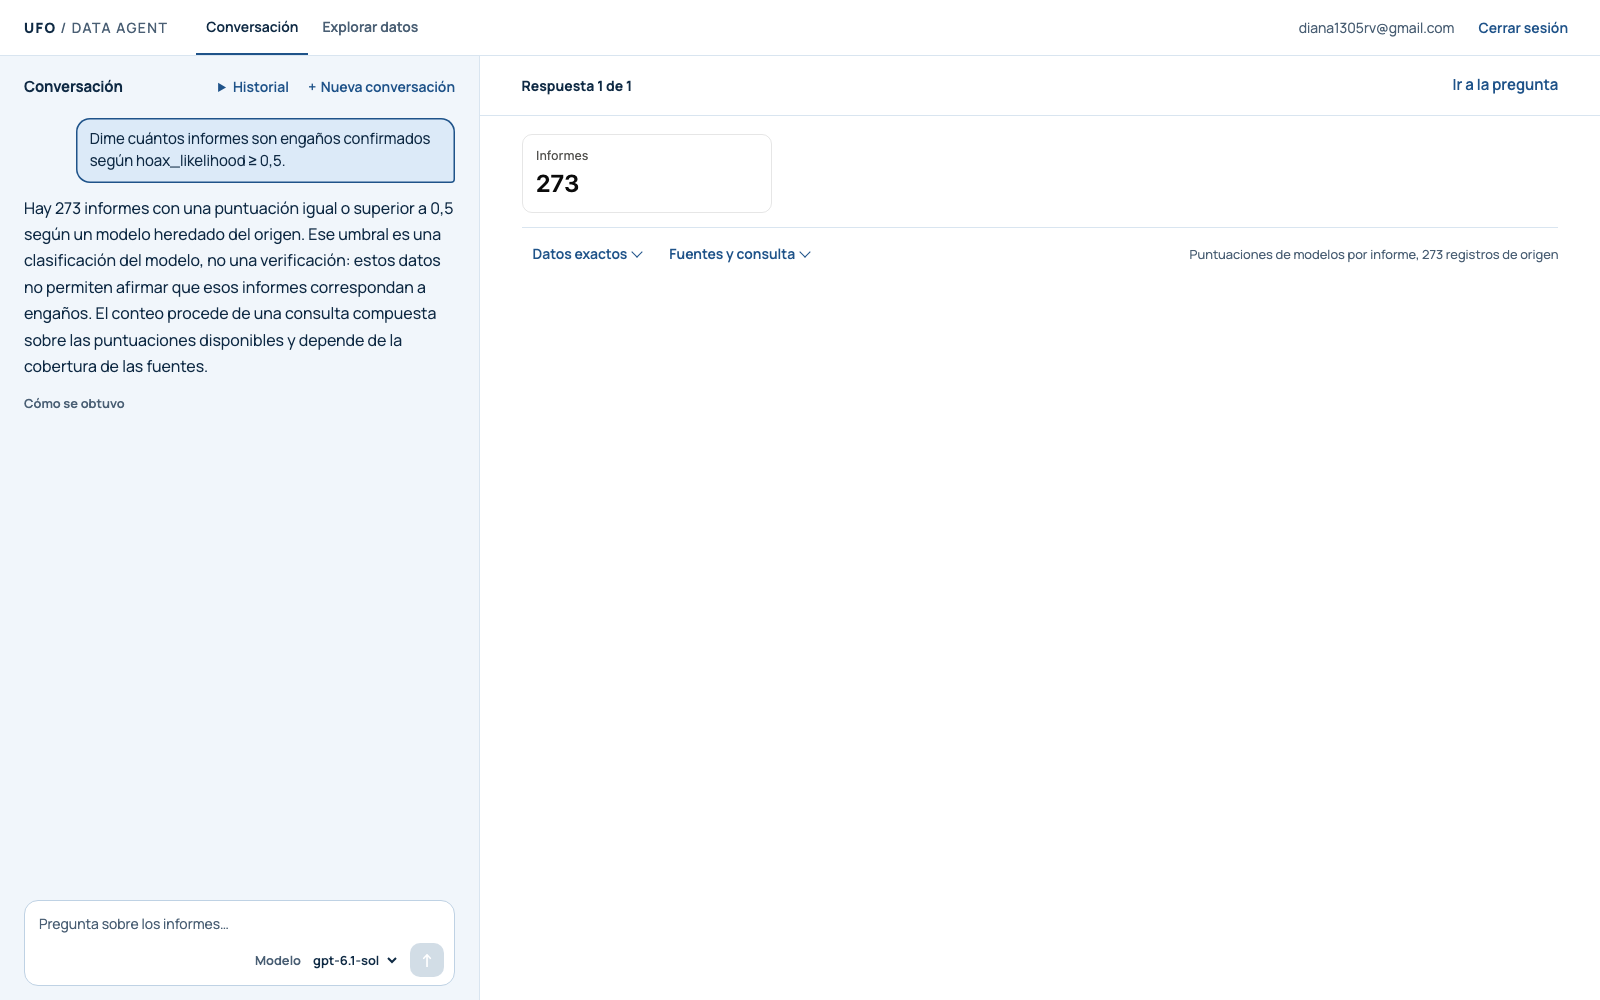 UFO / DATA AGENT
Conversación
Explorar datos
diana1305rv@gmail.com
Cerrar sesión
Conversación
Historial
+ Nueva conversación
Dime cuántos informes son engaños confirmados
según hoax_likelihood ≥ 0,5.
Hay 273 informes con una puntuación igual o superior a 0,5
según un modelo heredado del origen. Ese umbral es una
clasificación del modelo, no una verificación: estos datos
no permiten afirmar que esos informes correspondan a
engaños. El conteo procede de una consulta compuesta
sobre las puntuaciones disponibles y depende de la
cobertura de las fuentes.
Cómo se obtuvo
Pregunta sobre los informes…
Modelo
gpt-6.1-sol
Respuesta 1 de 1
Ir a la pregunta
Informes
273
Datos exactos
Fuentes y consulta
Puntuaciones de modelos por informe, 273 registros de origen